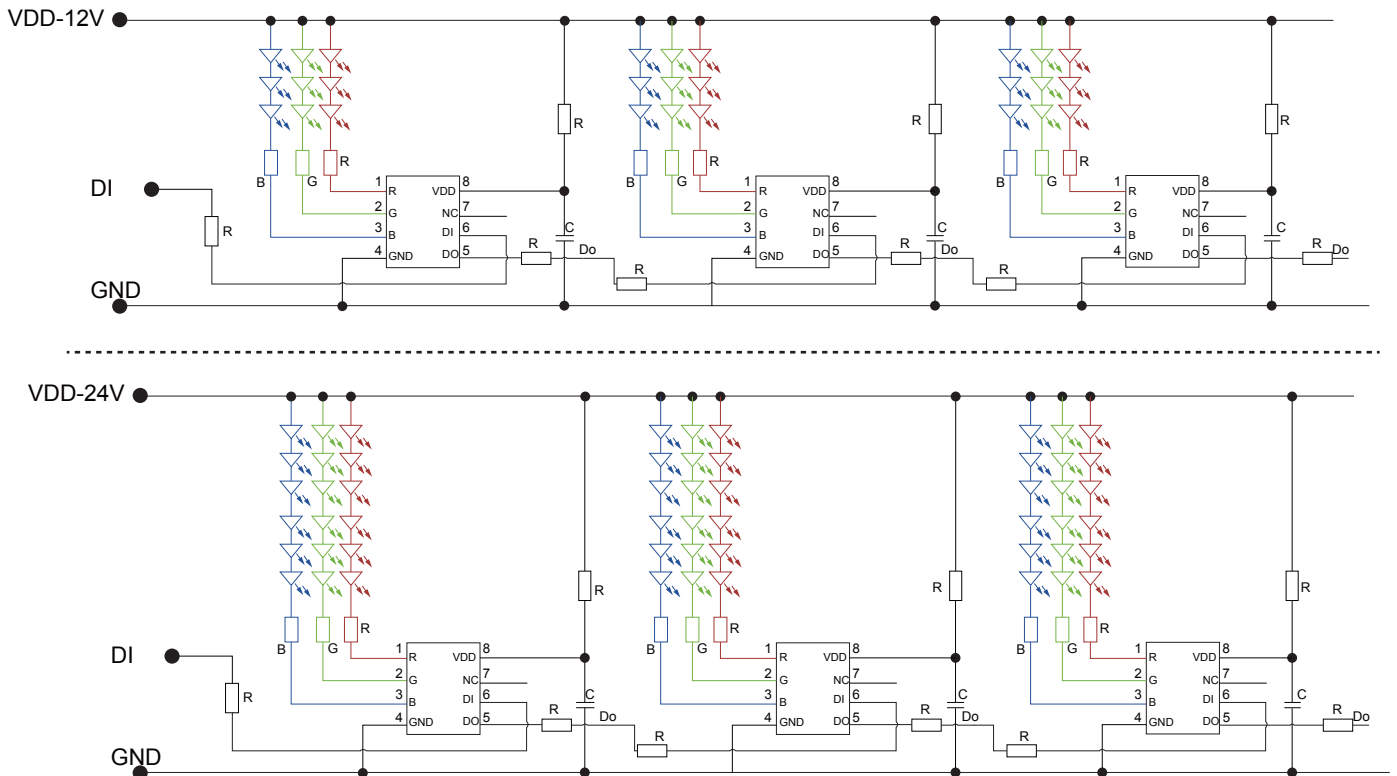 VDD-12V
R R R
R R R
DI
B G B G B G
R
1 R VDD 8
2 G NC 7
3 B DI 6
4 GND DO 5
C
R Do
R
1 R VDD 8
2 G NC 7
3 B DI 6
4 GND DO 5
C
R Do
R
1 R VDD 8
2 G NC 7
3 B DI 6
4 GND DO 5
C
R Do
GND
VDD-24V
R R R
R R R
DI
B G B G B G
R
1 R VDD 8
2 G NC 7
3 B DI 6
4 GND DO 5
C
R Do
R
1 R VDD 8
2 G NC 7
3 B DI 6
4 GND DO 5
C
R Do
R
1 R VDD 8
2 G NC 7
3 B DI 6
4 GND DO 5
C
R Do
GND